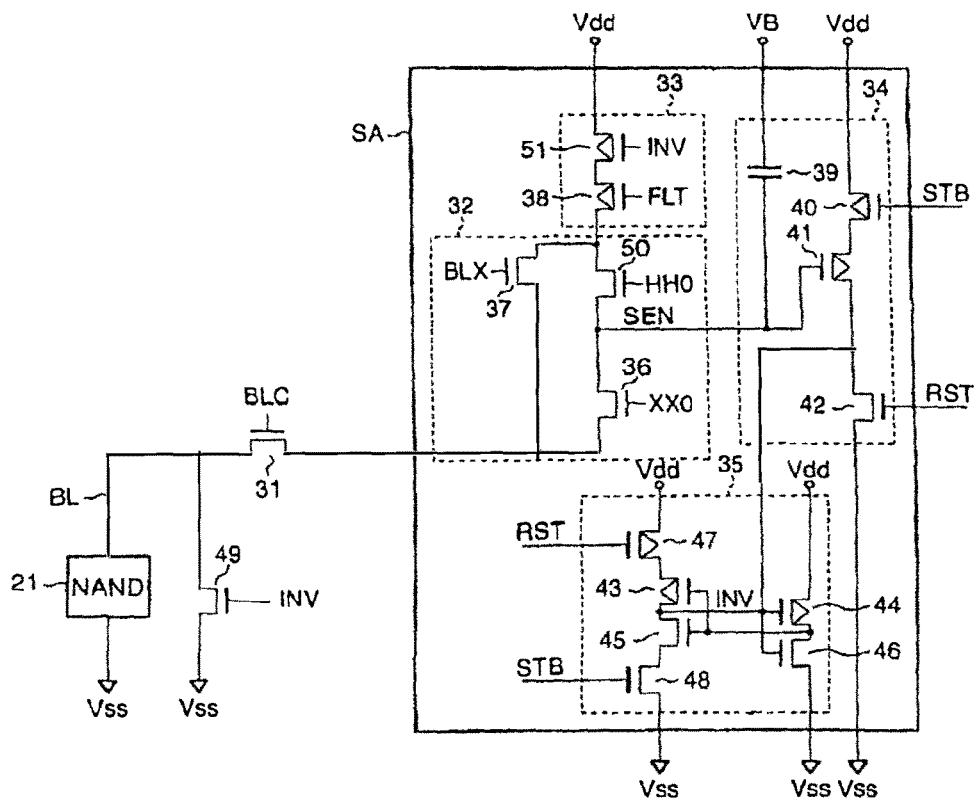 Vdd VB Vdd
33 34
SA
51 INV
39
38 FLT
STB
40
32
41
50
BLX HH0
37
SEN
36
XX0
42
RST
BLC
31
Vdd 35 Vdd
BL
RST
47
49
43 INV 44
21 NAND
INV
45
46
STB
48
Vss Vss
Vss Vss Vss